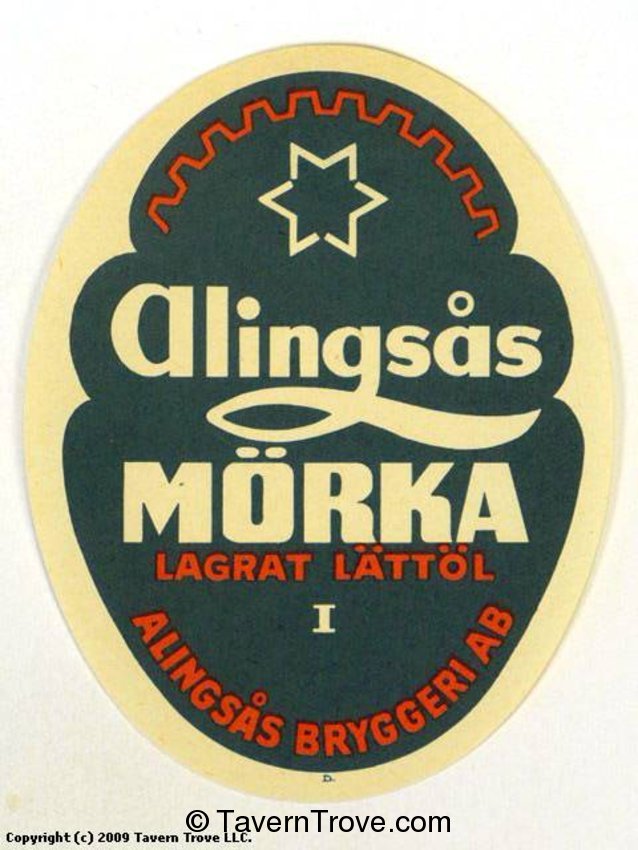 Alingsås
MÖRKA
LAGRAT LÄTTÖL
I
ALINGSÅS BRYGGERI AB
D.
© TavernTrove.com
Copyright (c) 2009 Tavern Trove LLC.